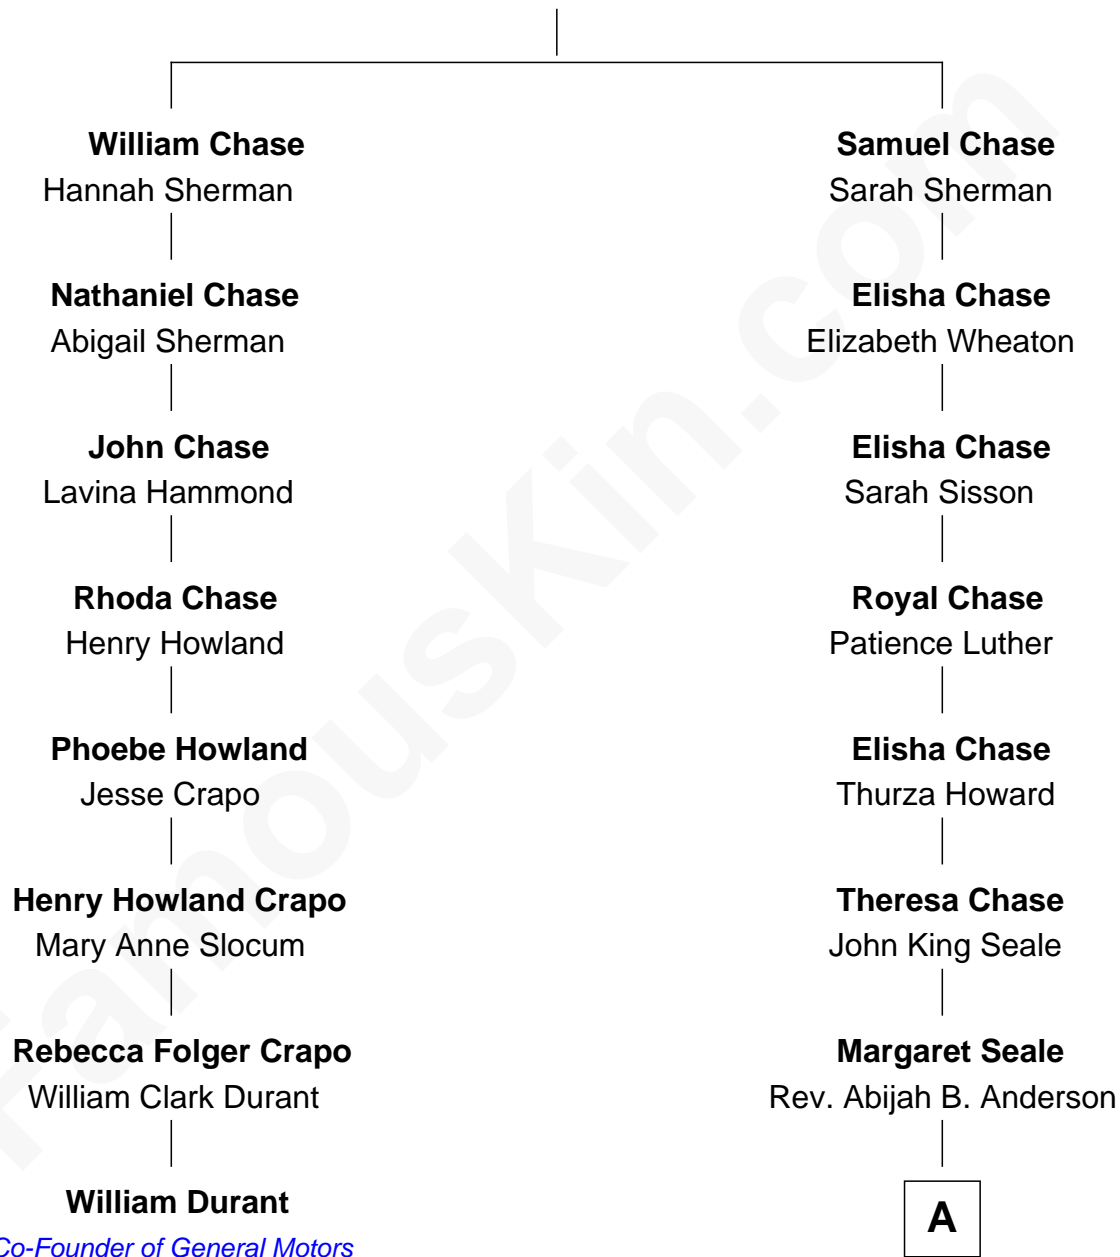 William Chase
Hannah Sherman
Nathaniel Chase
Abigail Sherman
John Chase
Lavina Hammond
Rhoda Chase
Henry Howland
Phoebe Howland
Jesse Crapo
Henry Howland Crapo
Mary Anne Slocum
Rebecca Folger Crapo
William Clark Durant
William Durant
Co-Founder of General Motors
Samuel Chase
Sarah Sherman
Elisha Chase
Elizabeth Wheaton
Elisha Chase
Sarah Sisson
Royal Chase
Patience Luther
Elisha Chase
Thurza Howard
Theresa Chase
John King Seale
Margaret Seale
Rev. Abijah B. Anderson
A
FamousKin.com